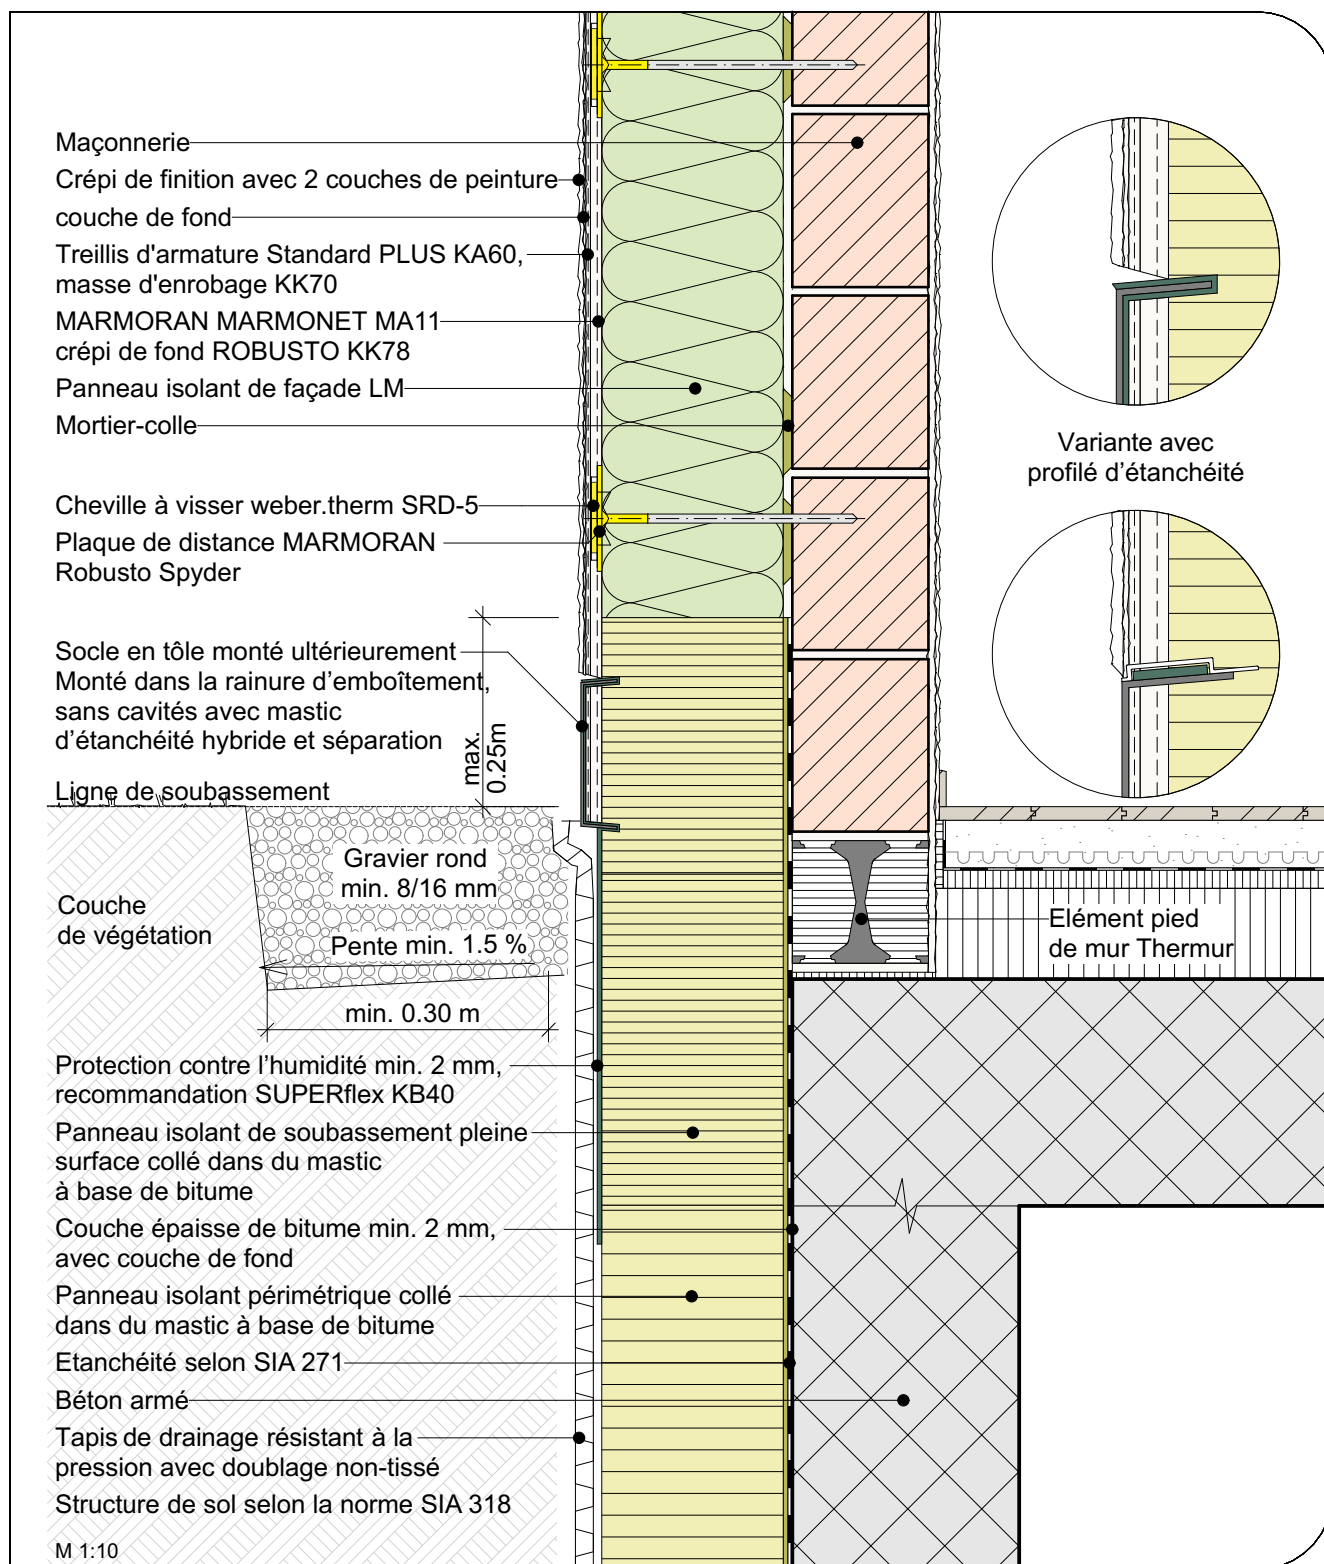 Maçonnerie
Crépi de finition avec 2 couches de peinture
couche de fond
Treillis d'armature Standard PLUS KA60,
masse d'enrobage KK70
MARMORAN MARMONET MA11
crépi de fond ROBUSTO KK78
Panneau isolant de façade LM
Mortier-colle
Cheville à visser weber.therm SRD-5
Plaque de distance MARMORAN
Robusto Spyder
Socle en tôle monté ultérieurement
Monté dans la rainure d’emboîtement,
sans cavités avec mastic
d’étanchéité hybride et séparation
max.
0.25m
Ligne de soubassement
Gravier rond
min. 8/16 mm
Couche
de végétation
Pente min. 1.5 %
min. 0.30 m
Protection contre l’humidité min. 2 mm,
recommandation SUPERflex KB40
Panneau isolant de soubassement pleine
surface collé dans du mastic
à base de bitume
Couche épaisse de bitume min. 2 mm,
avec couche de fond
Panneau isolant périmétrique collé
dans du mastic à base de bitume
Etanchéité selon SIA 271
Béton armé
Tapis de drainage résistant à la
pression avec doublage non-tissé
Structure de sol selon la norme SIA 318
M 1:10
Variante avec
profilé d’étanchéité
Elément pied
de mur Thermur